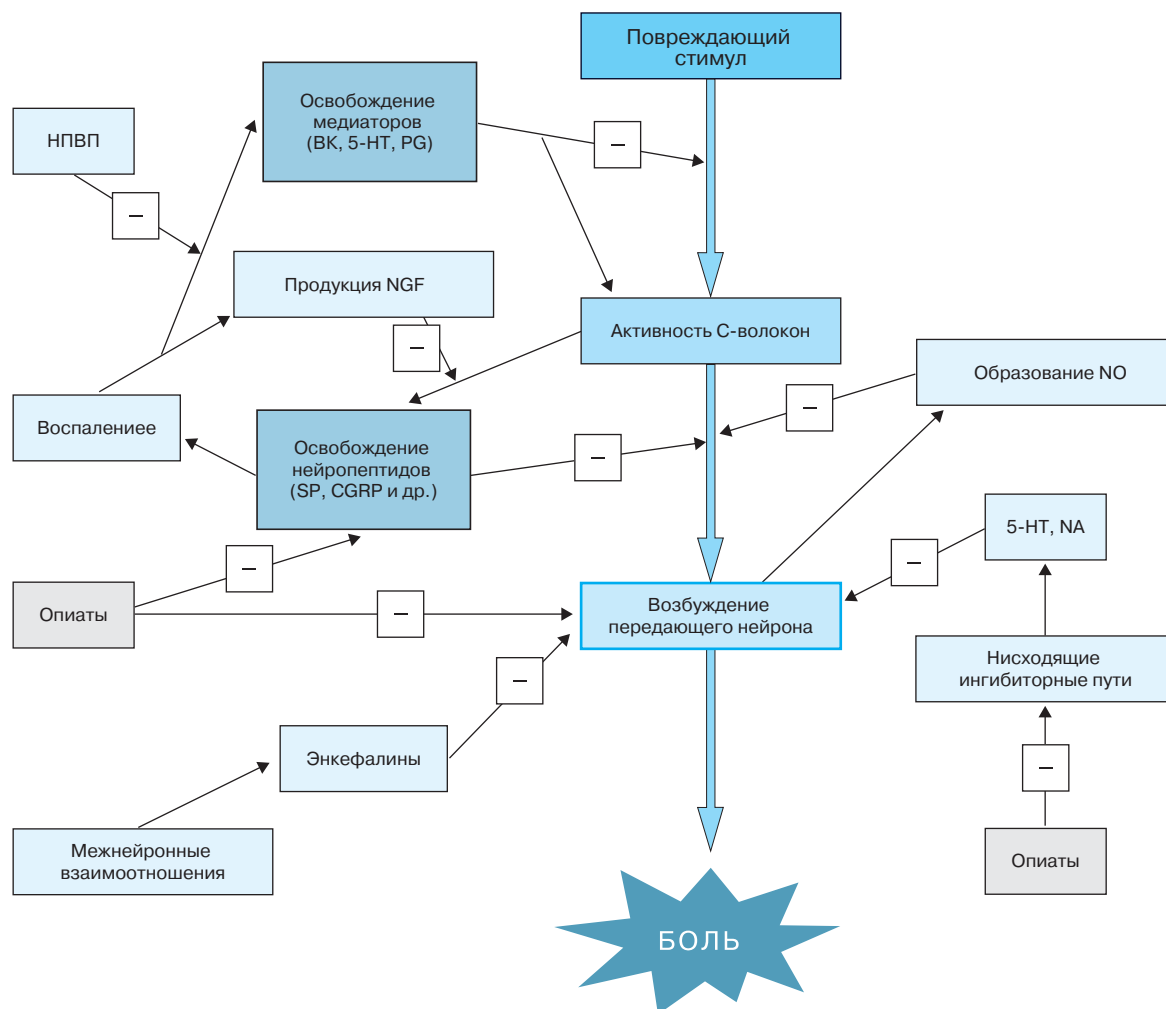 Повреждающий
стимул
Освобождение
медиаторов
(BK, 5-HT, PG)
НПВП
–
–
Продукция NGF
Активность С-волокон
–
Образование NO
–
Воспалениеe
Освобождение
нейропептидов
(SP, CGRP и др.)
–
5-HT, NA
–
–
Опиаты
–
Возбуждение
передающего нейрона
Нисходящие
ингибиторные пути
–
Энкефалины
–
Межнейронные
взаимоотношения
Опиаты
БОЛЬ